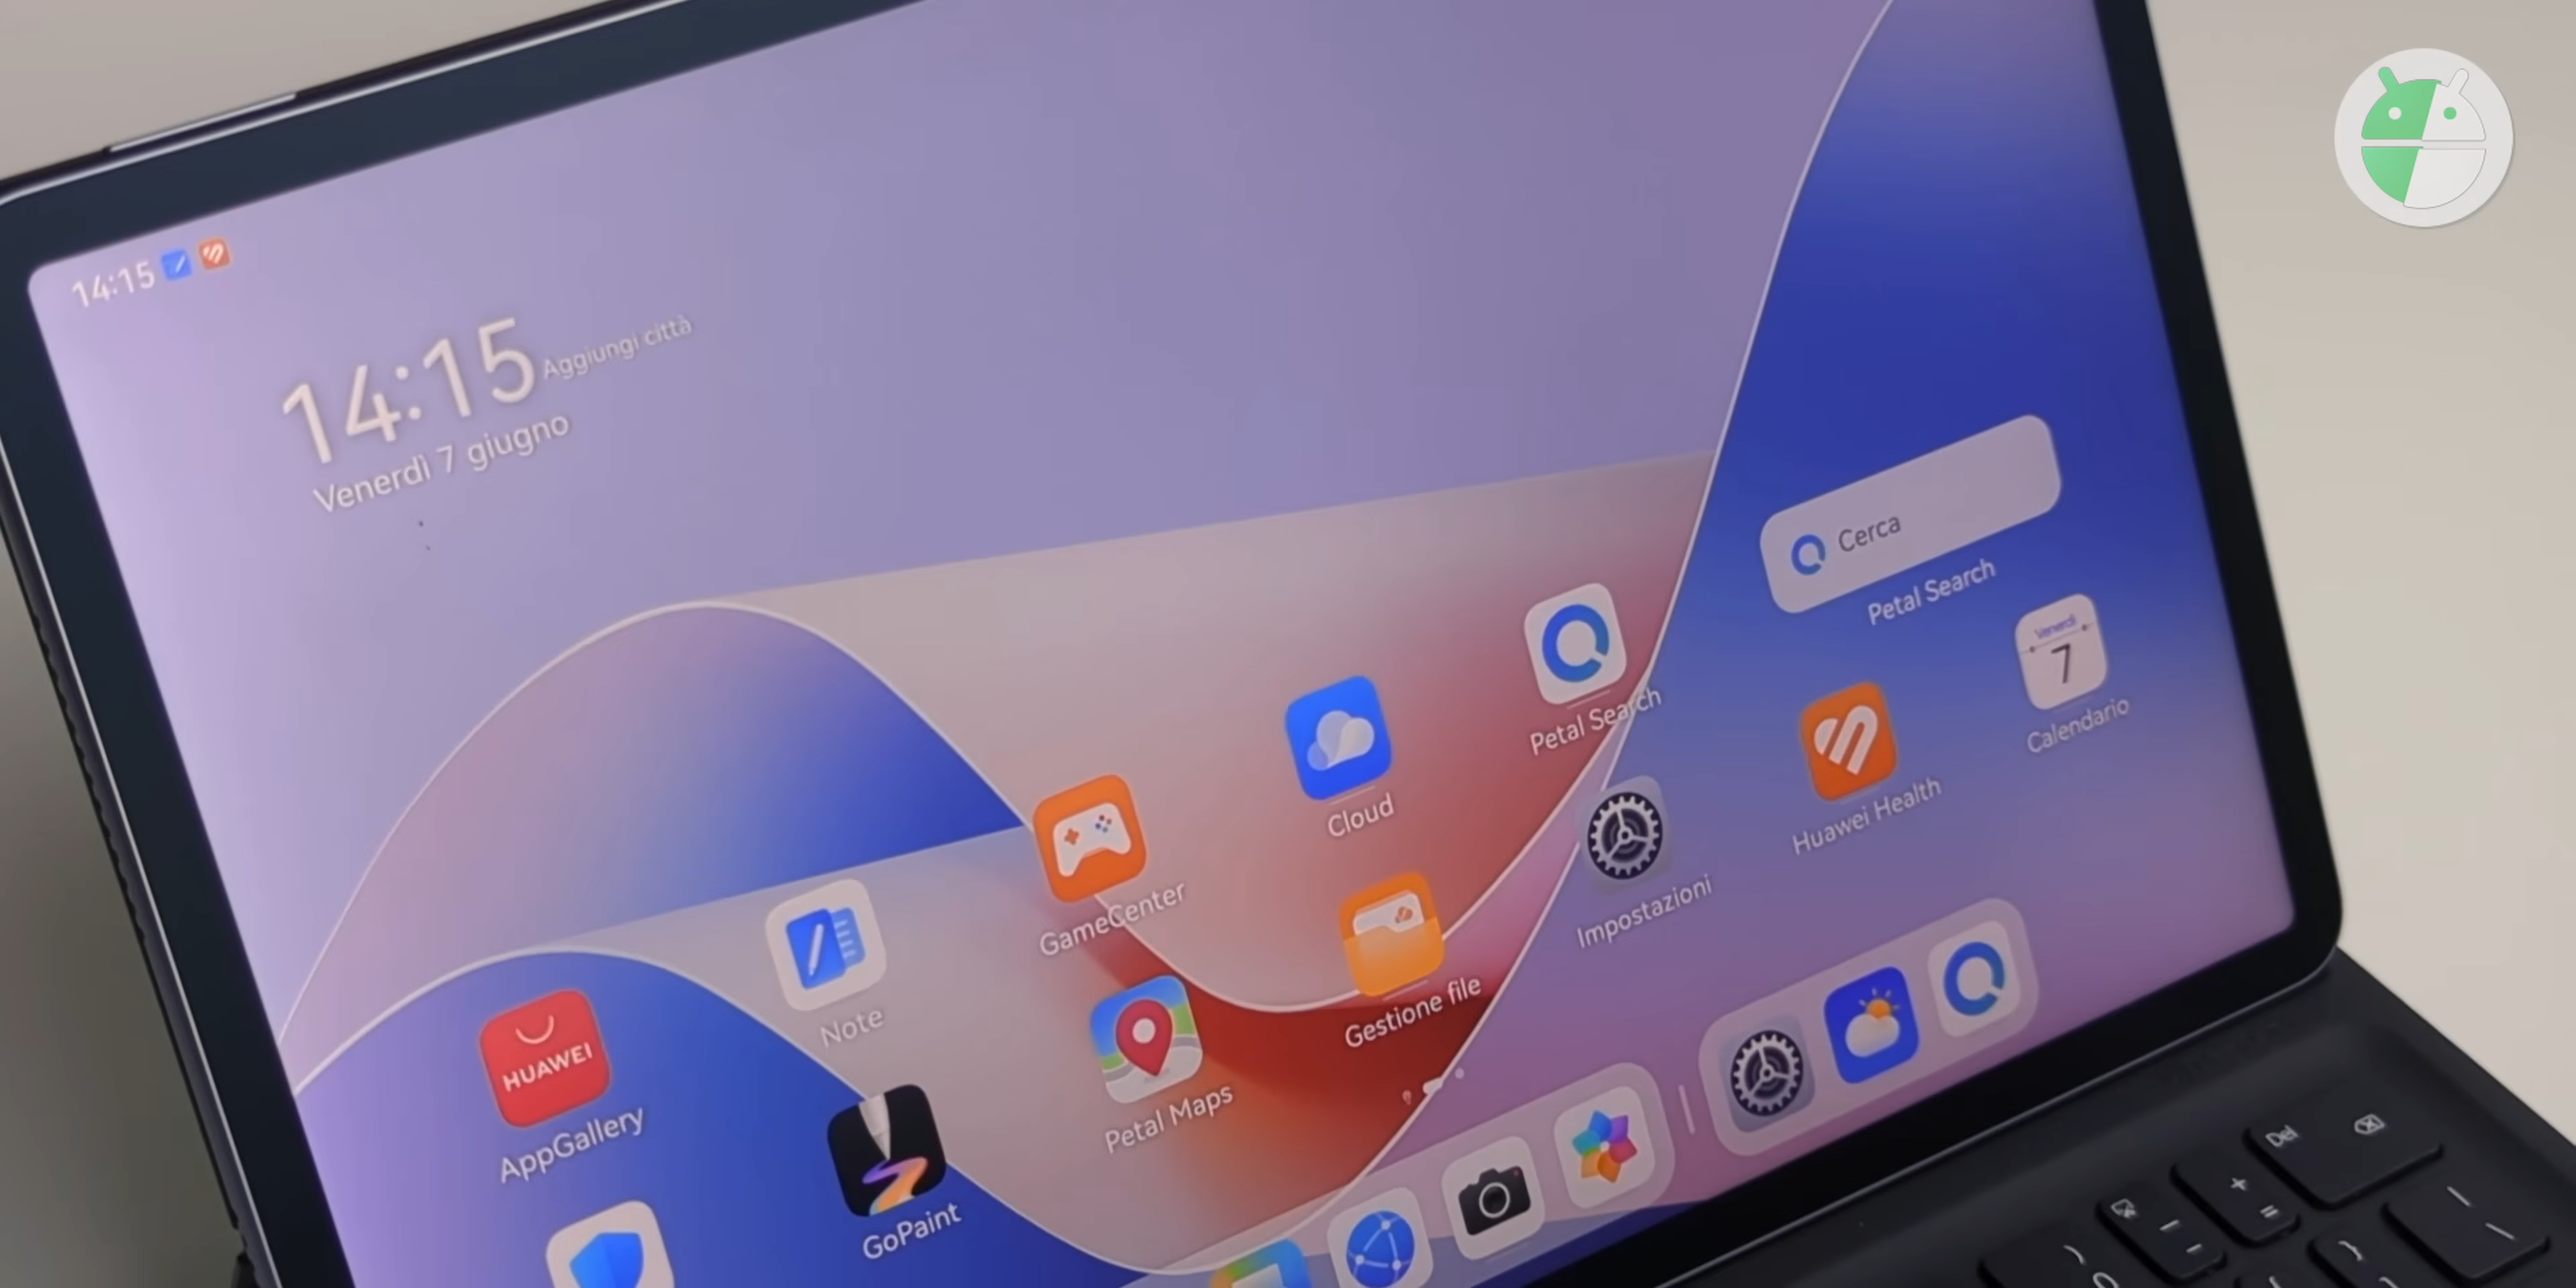 14:15
14:15 Aggiungi città
Venerdì 7 giugno
Cerca
Petal Search
Petal Search
Venerdì
7
Calendario
Cloud
Huawei Health
GameCenter
Impostazioni
Note
Gestione file
HUAWEI
AppGallery
Petal Maps
GoPaint
Del
+
=